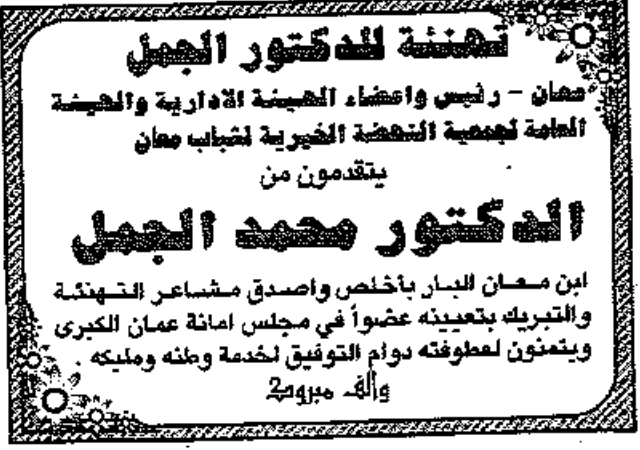 تهنئة للدكتور الجمل
معان - رئيس واعضاء الهيئة الادارية والهيئة
العامة لجمعية النهضة الخيرية لشباب معان
يتقدمون من
الدكتور محمد الجمل
ابن معان البار بأخلص واصدق مشاعر التهنئة
والتبريك بتعيينه عضواً في مجلس امانة عمان الكبرى
ويتمنون لعطوفته دوام التوفيق لخدمة وطنه ومليكه .
وألف مبروك